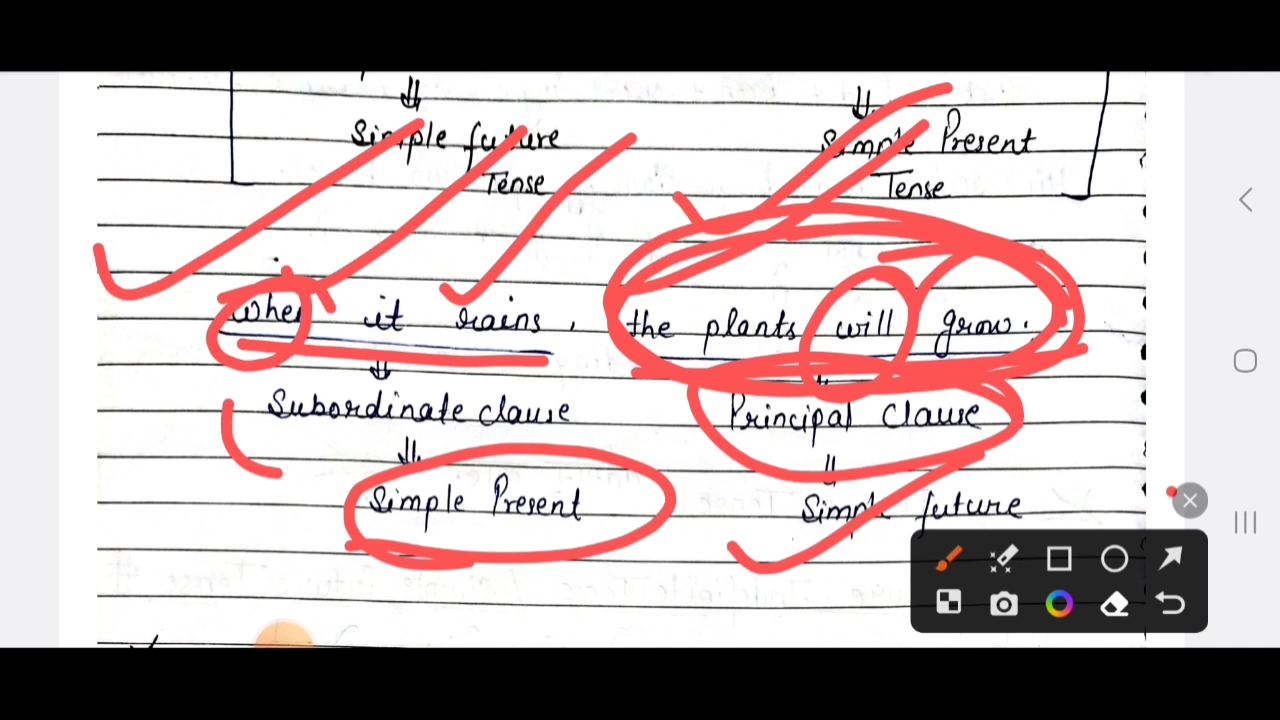 Simple future Simple Present
Tense Tense
When it rains, the plants will grow.
Subordinate clause Principal Clause
Simple Present Simple future